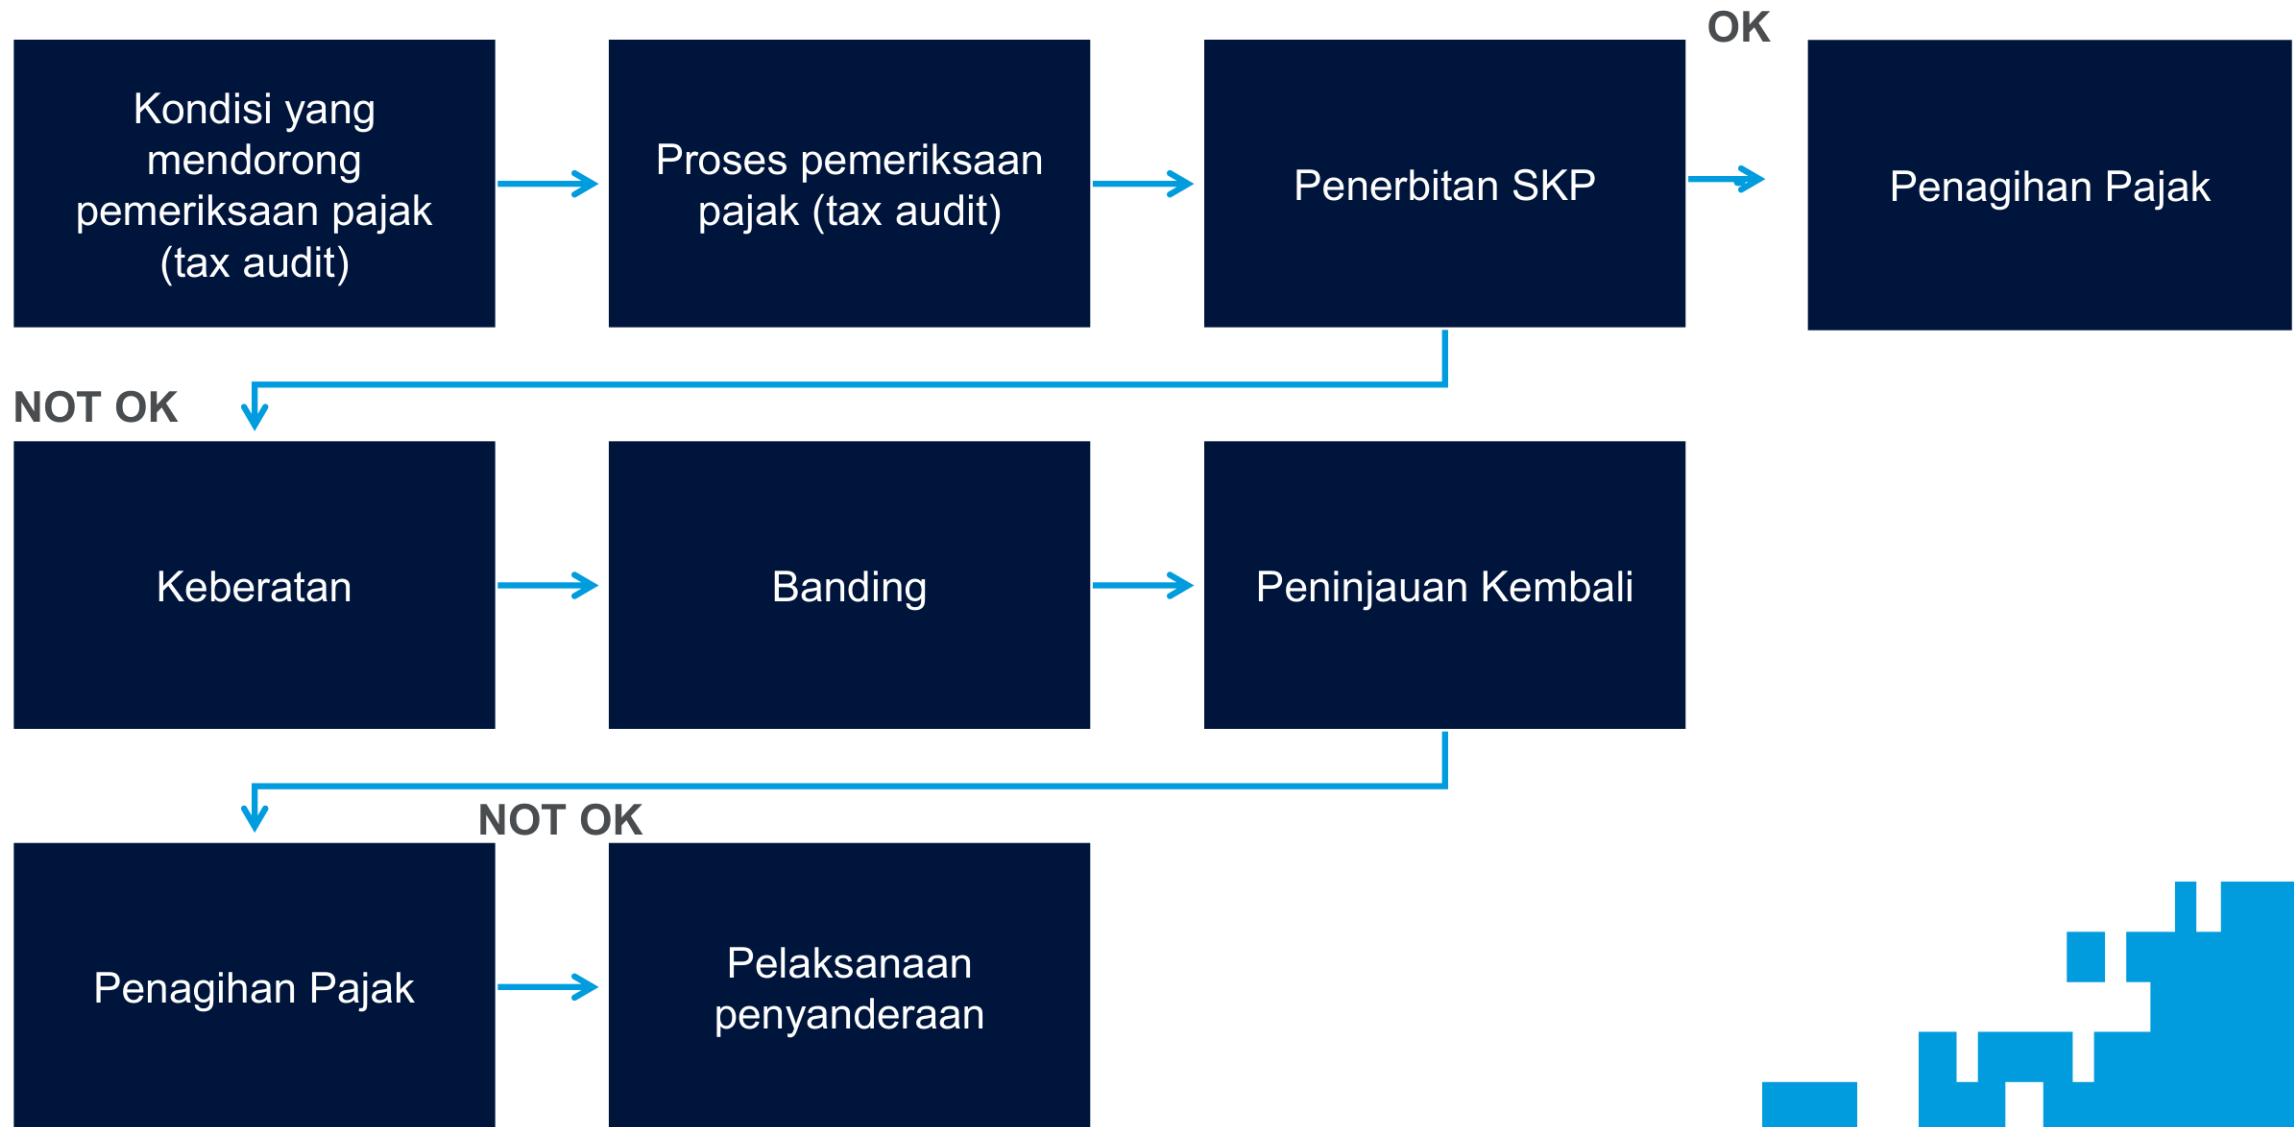 OK
Kondisi yang
mendorong
pemeriksaan pajak
(tax audit)
Proses pemeriksaan
pajak (tax audit)
Penerbitan SKP
Penagihan Pajak
NOT OK
Keberatan
Banding
Peninjauan Kembali
NOT OK
Penagihan Pajak
Pelaksanaan
penyanderaan